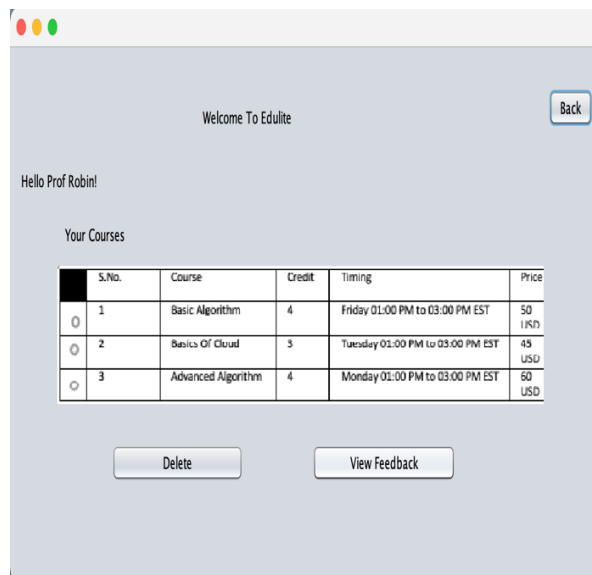 Back
Welcome To Edulite
Hello Prof Robin!
Your Courses
S.No. Course Credit Timing Price
1 Basic Algorithm 4 Friday 01:00 PM to 03:00 PM EST 50
USD
2 Basics Of Cloud 3 Tuesday 01:00 PM to 03:00 PM EST 45
USD
3 Advanced Algorithm 4 Monday 01:00 PM to 03:00 PM EST 60
USD
Delete View Feedback